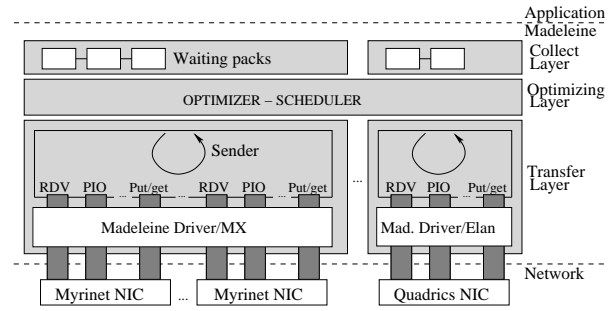 Application
Madeleine
Waiting packs
Collect
Layer
OPTIMIZER – SCHEDULER
Optimizing
Layer
Sender
...
Transfer
Layer
RDV PIO ... Put/get RDV PIO ... Put/get RDV PIO ... Put/get
Madeleine Driver/MX Mad. Driver/Elan
Network
Myrinet NIC ... Myrinet NIC Quadrics NIC